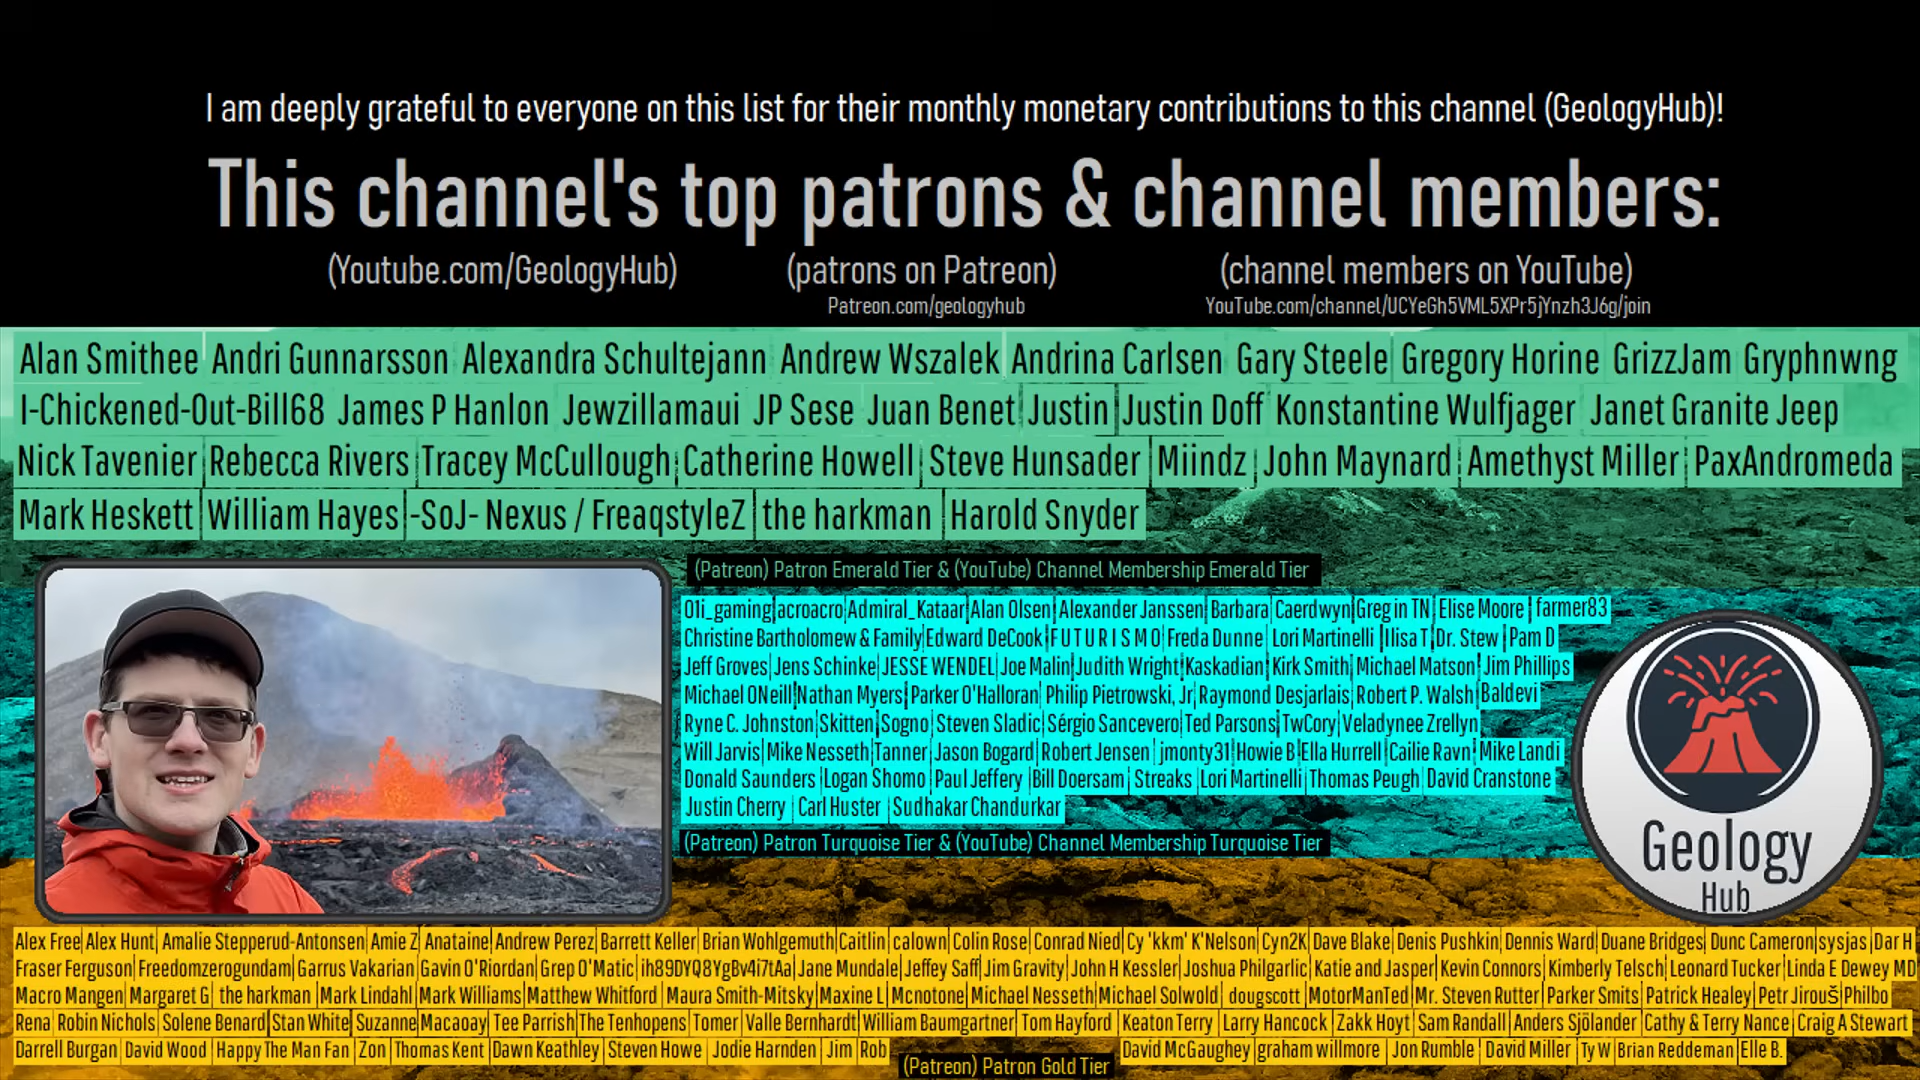 I am deeply grateful to everyone on this list for their monthly monetary contributions to this channel (GeologyHub)!
This channel's top patrons & channel members:
(Youtube.com/GeologyHub) (patrons on Patreon) (channel members on YouTube)
Patreon.com/geologyhub YouTube.com/channel/UCYeGh5VML5XPr5jYnzh3J6g/join
Alan Smithee Andri Gunnarsson Alexandra Schultejann Andrew Wszalek Andrina Carlsen Gary Steele Gregory Horine GrizzJam Gryphnwng
I-Chickened-Out-Bill68 James P Hanlon Jewzillamaui JP Sese Juan Benet Justin Justin Doff Konstantine Wulfjager Janet Granite Jeep
Nick Tavenier Rebecca Rivers Tracey McCullough Catherine Howell Steve Hunsader Miindz John Maynard Amethyst Miller PaxAndromeda
Mark Heskett William Hayes -SoJ- Nexus / FreaqstyleZ the harkman Harold Snyder
(Patreon) Patron Emerald Tier & (YouTube) Channel Membership Emerald Tier
01i_gaming acroacro Admiral_Kataar Alan Olsen Alexander Janssen Barbara Caerdwyn Greg in TN Elise Moore farmer83
Christine Bartholomew & Family Edward DeCook F U T U R I S M O Freda Dunne Lori Martinelli Ilisa T Dr. Stew Pam D
Jeff Groves Jens Schinke JESSE WENDEL Joe Malin Judith Wright Kaskadian Kirk Smith Michael Matson Jim Phillips
Michael ONeill Nathan Myers Parker O'Halloran Philip Pietrowski, Jr Raymond Desjarlais Robert P. Walsh Baldevi
Ryne C. Johnston Skitten Sogno Steven Sladic Sérgio Sancevero Ted Parsons TwCory Veladynee Zrellyn
Will Jarvis Mike Nesseth Tanner Jason Bogard Robert Jensen jmonty31 Howie B Ella Hurrell Cailie Ravn Mike Landi
Donald Saunders Logan Shomo Paul Jeffery Bill Doersam Streaks Lori Martinelli Thomas Peugh David Cranstone
Justin Cherry Carl Huster Sudhakar Chandurkar
(Patreon) Patron Turquoise Tier & (YouTube) Channel Membership Turquoise Tier
Geology
Hub
Alex Free Alex Hunt Amalie Stepperud-Antonsen Amie Z Anataine Andrew Perez Barrett Keller Brian Wohlgemuth Caitlin calown Colin Rose Conrad Nied Cy 'kkm' K'Nelson Cyn2K Dave Blake Denis Pushkin Dennis Ward Duane Bridges Dunc Cameron sysjas Dar H
Fraser Ferguson Freedomzerogundam Garrus Vakarian Gavin O'Riordan Grep O'Matic ih89DYQ8YgBv4i7tAa Jane Mundale Jeffey Saff Jim Gravity John H Kessler Joshua Philgarlic Katie and Jasper Kevin Connors Kimberly Telsch Leonard Tucker Linda E Dewey MD
Macro Mangen Margaret G the harkman Mark Lindahl Mark Williams Matthew Whitford Maura Smith-Mitsky Maxine L Mcnotone Michael Nesseth Michael Solwold dougscott MotorManTed Mr. Steven Rutter Parker Smits Patrick Healey Petr Jirouš Philbo
Rena Robin Nichols Solene Benard Stan White Suzanne Macaoay Tee Parrish The Tenhopens Tomer Valle Bernhardt William Baumgartner Tom Hayford Keaton Terry Larry Hancock Zakk Hoyt Sam Randall Anders Sjölander Cathy & Terry Nance Craig A Stewart
Darrell Burgan David Wood Happy The Man Fan Zon Thomas Kent Dawn Keathley Steven Howe Jodie Harnden Jim Rob David McGaughey graham willmore Jon Rumble David Miller Ty W Brian Reddeman Elle B.
(Patreon) Patron Gold Tier